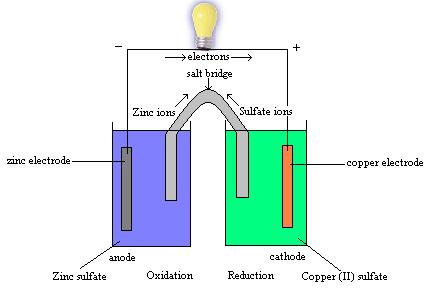 − +
electrons
salt bridge
Zinc ions Sulfate ions
zinc electrode copper electrode
anode cathode
Zinc sulfate Oxidation Reduction Copper (II) sulfate